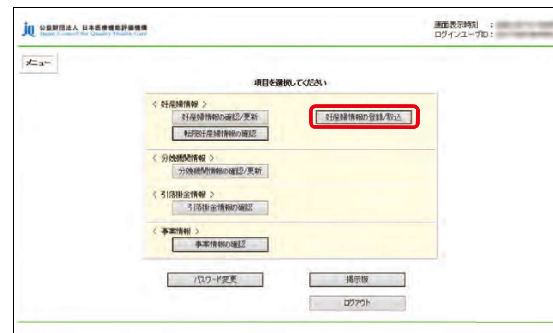 jq 公益財団法人 日本医療機能評価機構
Japan Council for Quality Health Care
画面表示時刻 :
ログインユーザID :
メニュー
項目を選択してください
< 妊産婦情報 >
妊産婦情報の確認/更新
妊産婦情報の登録/取込
転院妊産婦情報の確認
< 分娩機関情報 >
分娩機関情報の確認/更新
< 引落掛金情報 >
引落掛金情報の確認
< 事案情報 >
事案情報の確認
パスワード変更
掲示板
ログアウト